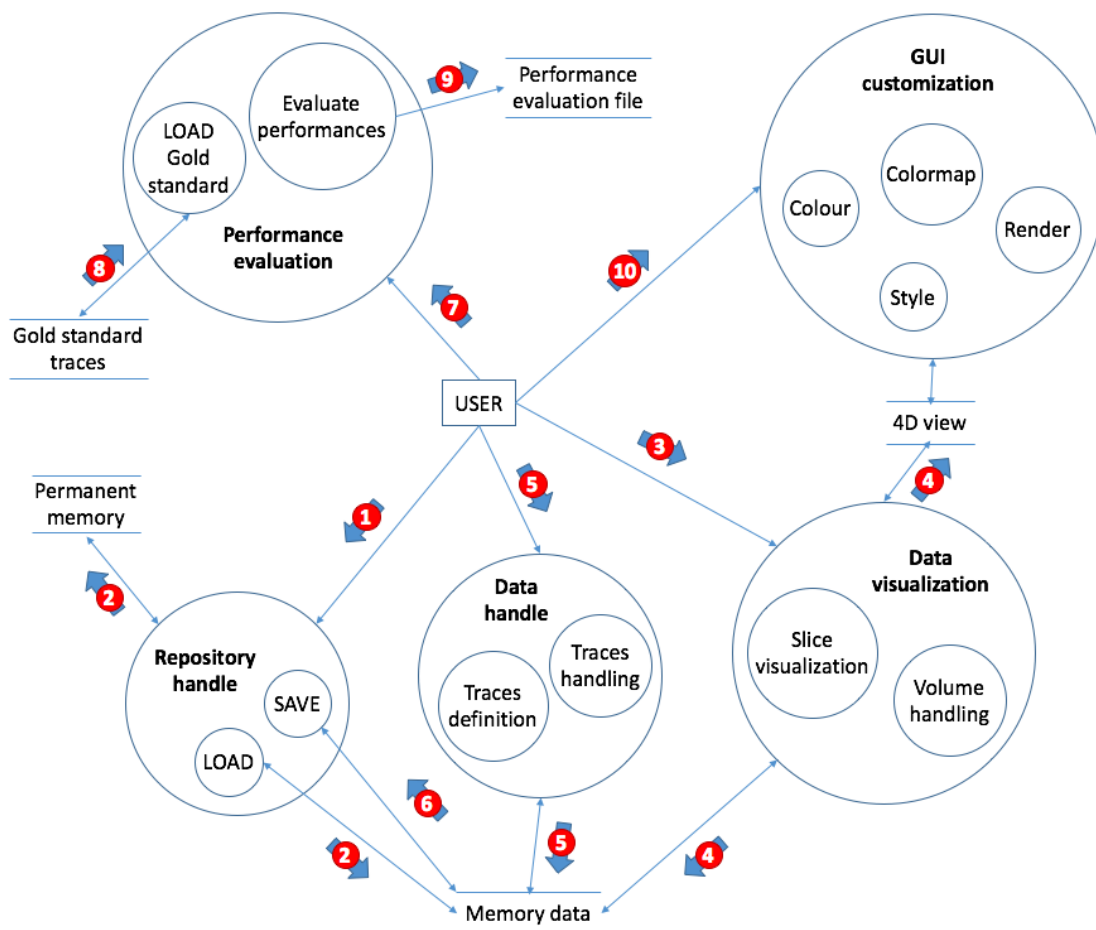 GUI
customization
9
Performance
evaluation file
Evaluate
performances
LOAD
Gold
standard
Colormap
Colour
Render
Performance
evaluation
8
10
Style
7
Gold standard
traces
USER
4D view
3
4
5
Permanent
memory
1
2
Data
visualization
Data
handle
Slice
visualization
Traces
handling
Repository
handle
SAVE
Traces
definition
Volume
handling
LOAD
6
2
5
4
Memory data